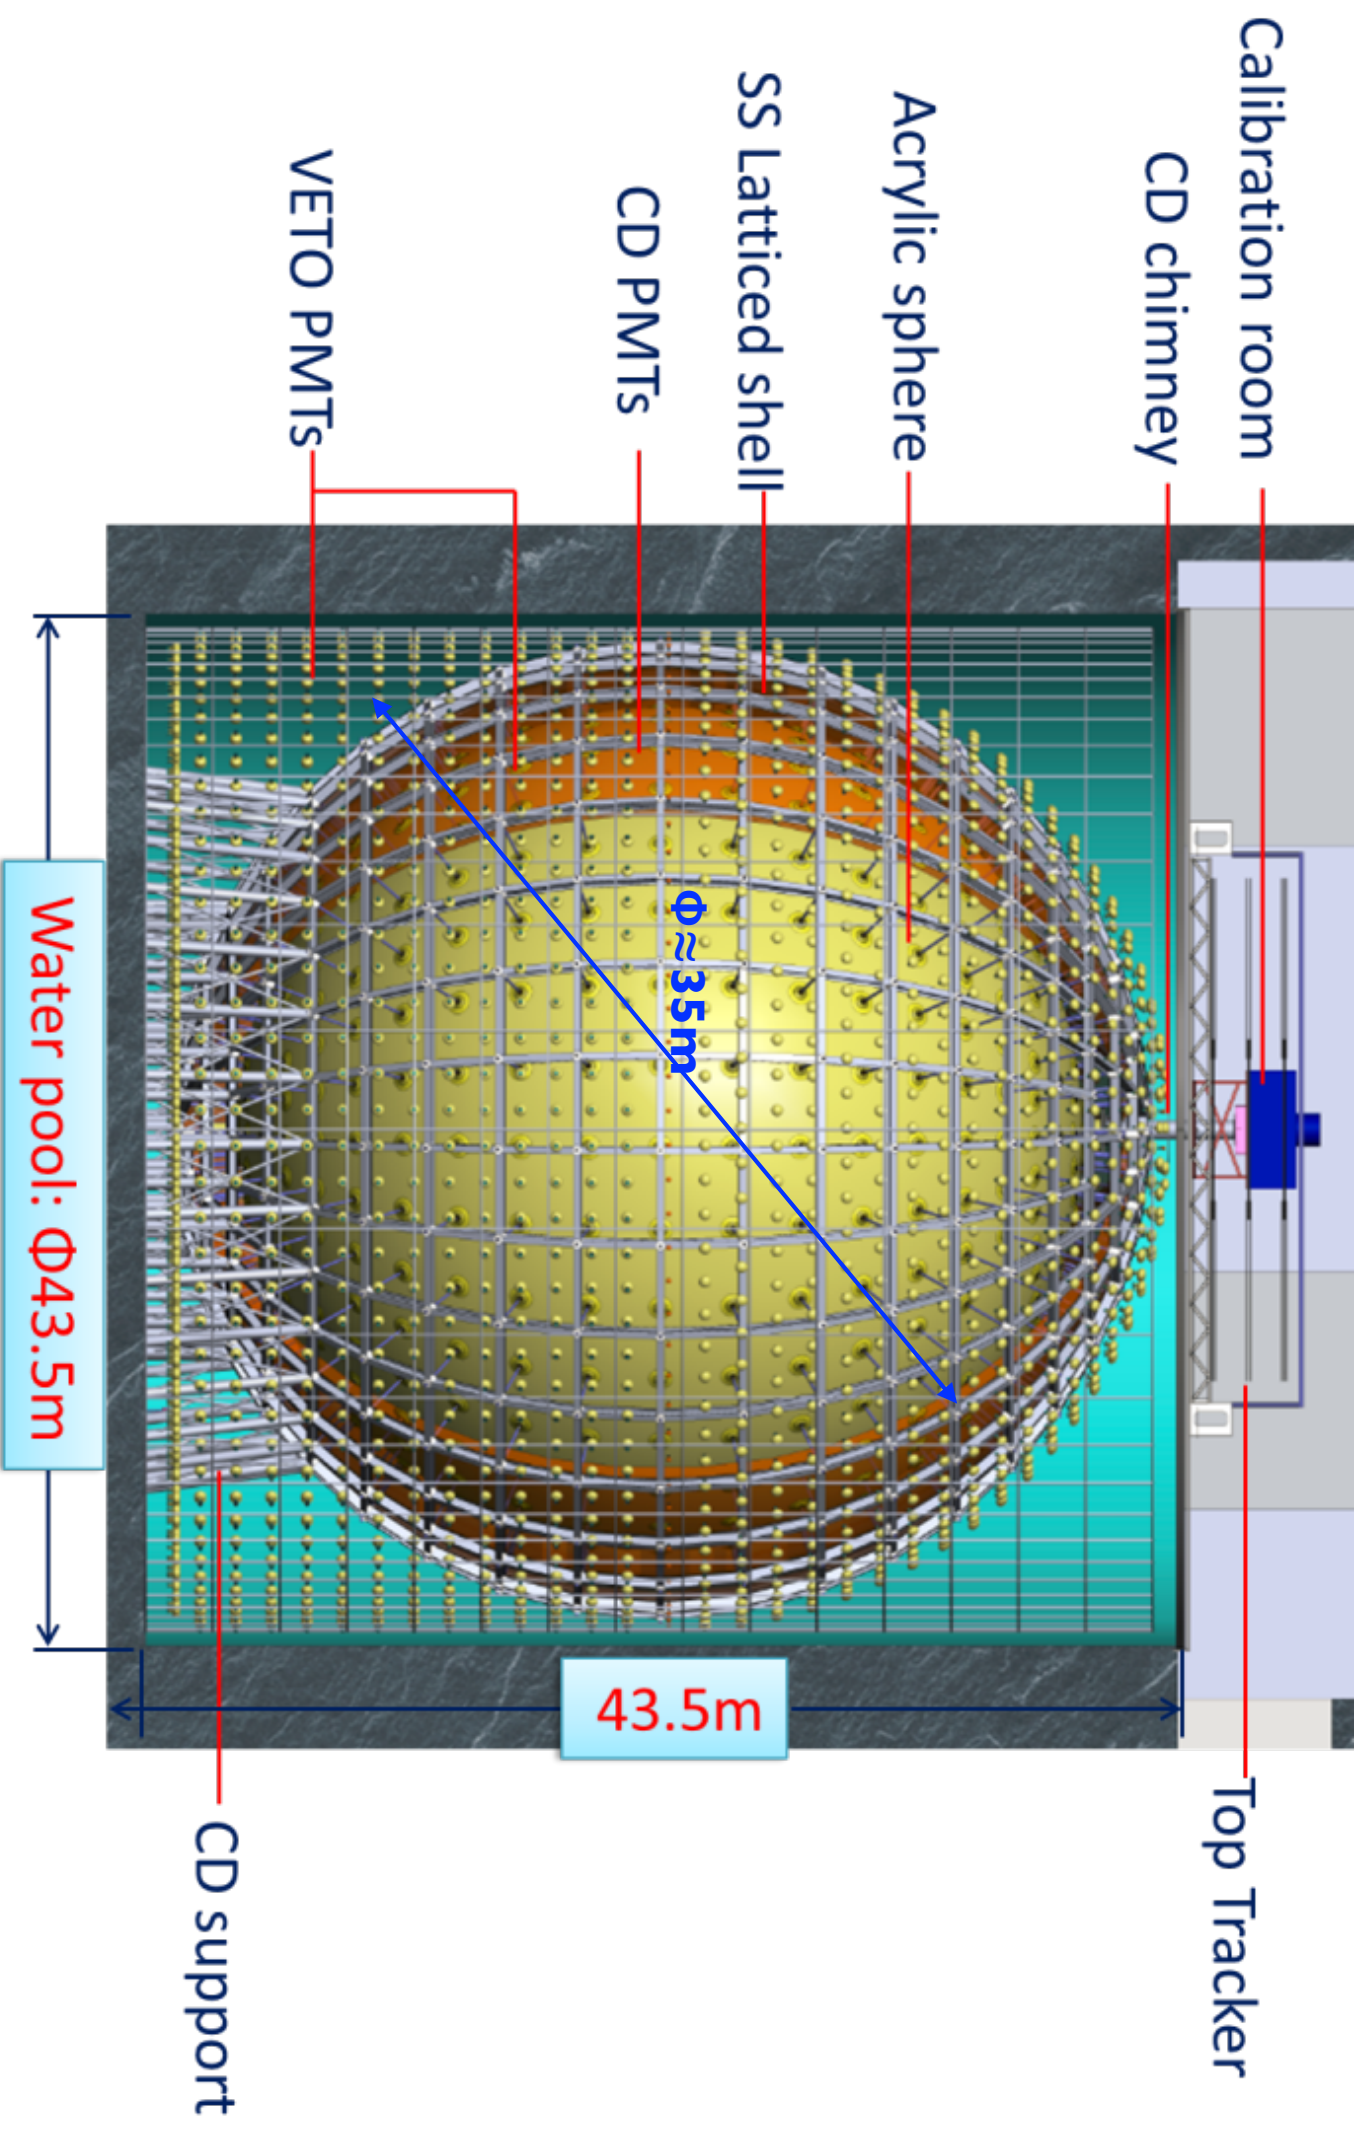 Calibration room
CD chimney
Acrylic sphere
SS Latticed shell
CD PMTs
VETO PMTs
Φ≈35m
Water pool: Φ43.5m
43.5m
Top Tracker
CD support